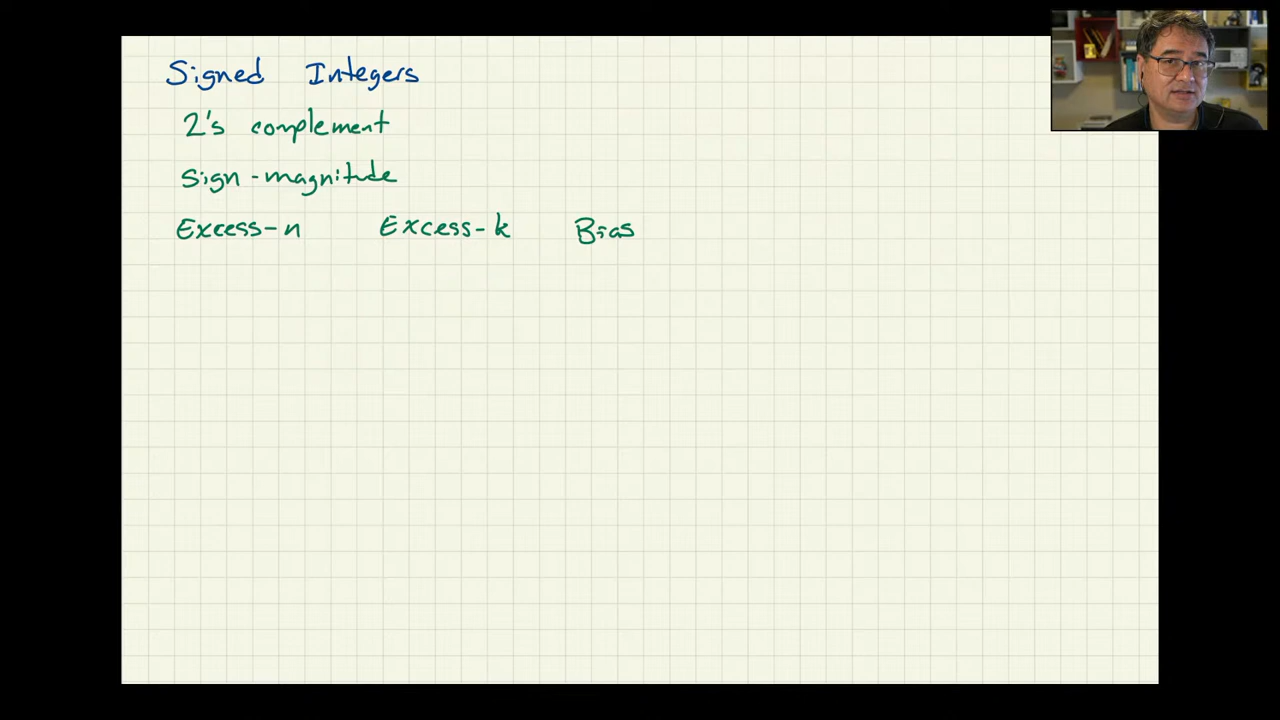 Signed Integers
2's complement
sign-magnitude
Excess-n Excess-k Bias